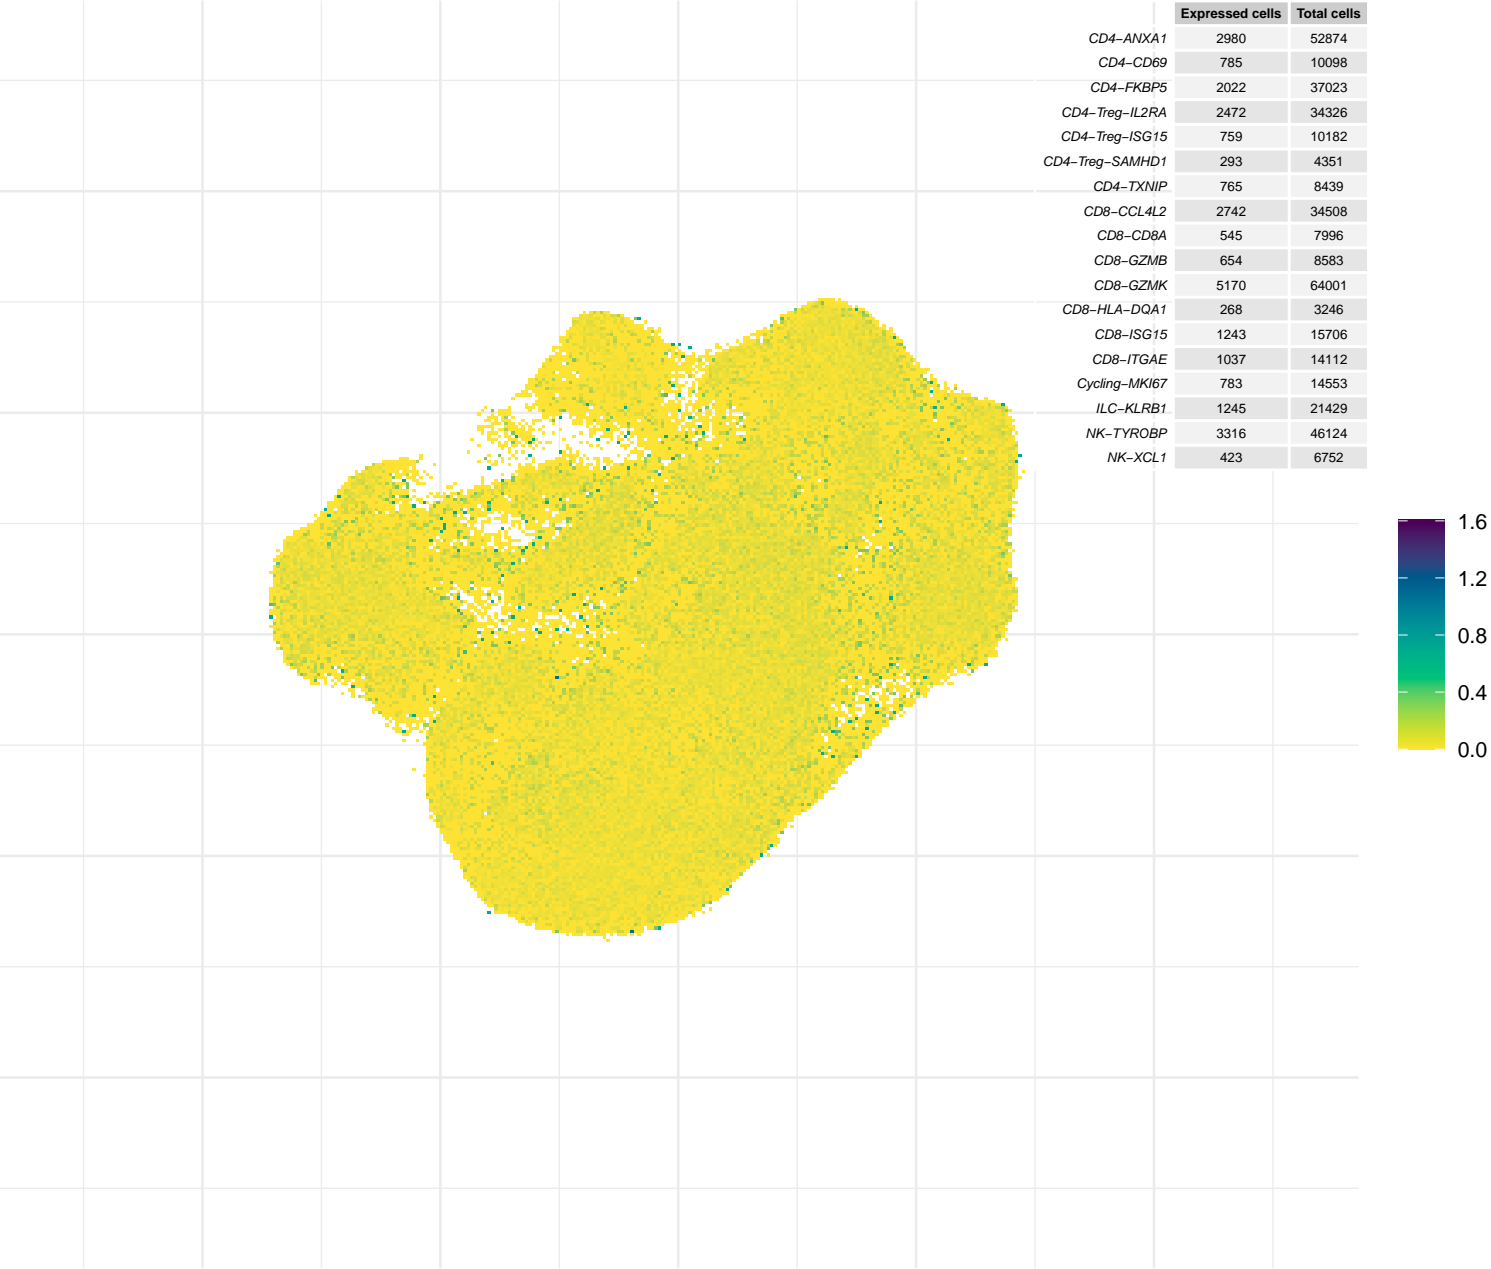 Expressed cells Total cells
CD4−ANXA1 2980 52874
CD4−CD69 785 10098
CD4−FKBP5 2022 37023
CD4−Treg−IL2RA 2472 34326
CD4−Treg−ISG15 759 10182
CD4−Treg−SAMHD1 293 4351
CD4−TXNIP 765 8439
CD8−CCL4L2 2742 34508
CD8−CD8A 545 7996
CD8−GZMB 654 8583
CD8−GZMK 5170 64001
CD8−HLA−DQA1 268 3246
CD8−ISG15 1243 15706
CD8−ITGAE 1037 14112
Cycling−MKI67 783 14553
ILC−KLRB1 1245 21429
NK−TYROBP 3316 46124
NK−XCL1 423 6752
1.6
1.2
0.8
0.4
0.0